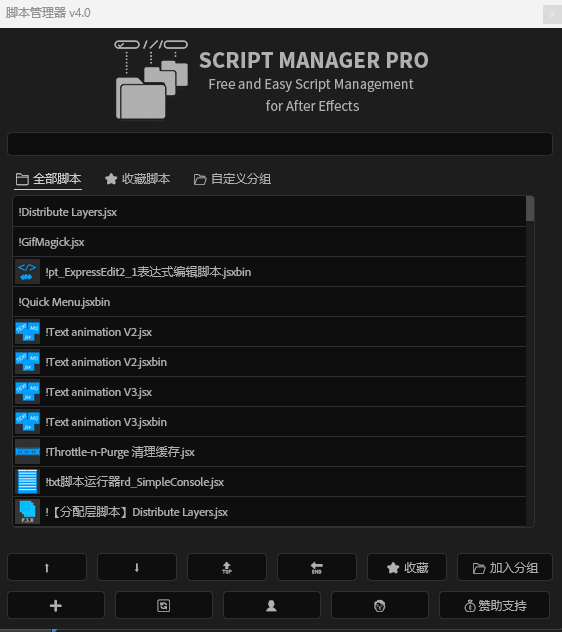 脚本管理器 v4.0
x
SCRIPT MANAGER PRO
Free and Easy Script Management
for After Effects
全部脚本 收藏脚本 自定义分组
!Distribute Layers.jsx
!GifMagick.jsx
!pt_ExpressEdit2_1表达式编辑脚本.jsxbin
!Quick Menu.jsxbin
!Text animation V2.jsx
!Text animation V2.jsxbin
!Text animation V3.jsx
!Text animation V3.jsxbin
!Throttle-n-Purge 清理缓存.jsx
!txt脚本运行器rd_SimpleConsole.jsx
!【分配层脚本】Distribute Layers.jsx
TOP END 收藏 加入分组
赞助支持